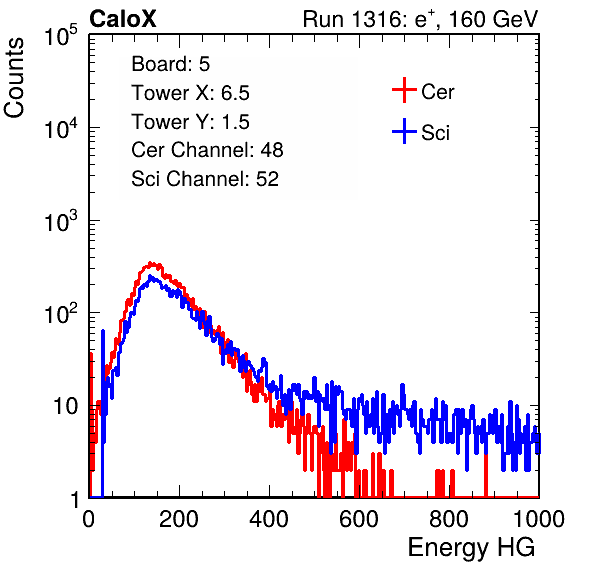 CaloX Run 1316: e⁺, 160 GeV
Counts
Board: 5
Tower X: 6.5
Tower Y: 1.5
Cer Channel: 48
Sci Channel: 52
Cer
Sci
10⁵
10⁴
10³
10²
10
1
0 200 400 600 800 1000
Energy HG